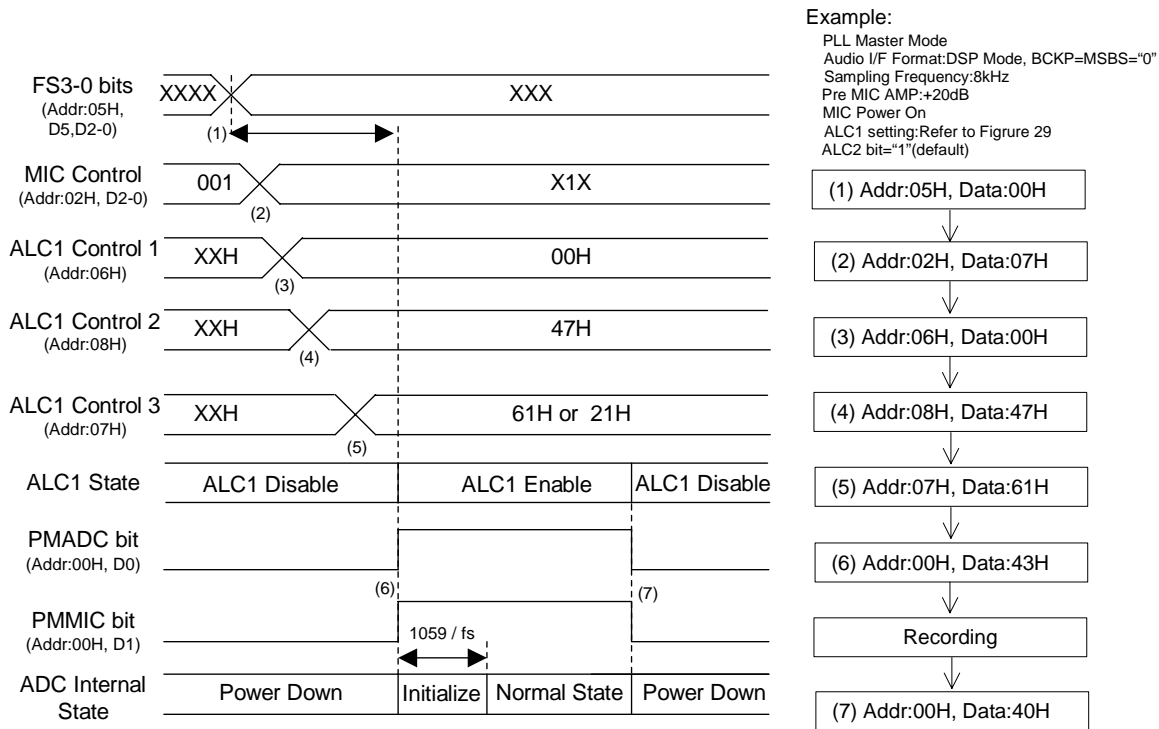 FS3-0 bits
(Addr:05H,
D5,D2-0)
XXXX
XXX
(1)
MIC Control
(Addr:02H, D2-0)
001
X1X
(2)
ALC1 Control 1
(Addr:06H)
XXH
00H
(3)
ALC1 Control 2
(Addr:08H)
XXH
47H
(4)
ALC1 Control 3
(Addr:07H)
XXH
61H or 21H
(5)
ALC1 State
ALC1 Disable
ALC1 Enable
ALC1 Disable
PMADC bit
(Addr:00H, D0)
(6)
(7)
PMMIC bit
(Addr:00H, D1)
1059 / fs
ADC Internal
State
Power Down
Initialize
Normal State
Power Down
Example:
PLL Master Mode
Audio I/F Format:DSP Mode, BCKP=MSBS=“0”
Sampling Frequency:8kHz
Pre MIC AMP:+20dB
MIC Power On
ALC1 setting:Refer to Figrure 29
ALC2 bit=“1”(default)
(1) Addr:05H, Data:00H
(2) Addr:02H, Data:07H
(3) Addr:06H, Data:00H
(4) Addr:08H, Data:47H
(5) Addr:07H, Data:61H
(6) Addr:00H, Data:43H
Recording
(7) Addr:00H, Data:40H